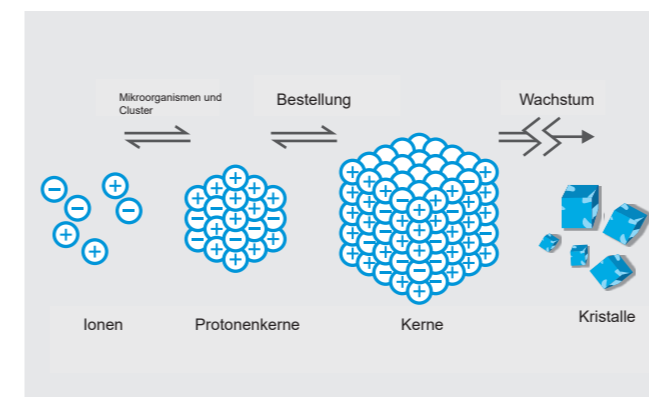 Mikroorganismen und
Cluster
Bestellung
Wachstum
Ionen
Protonenkerne
Kerne
Kristalle